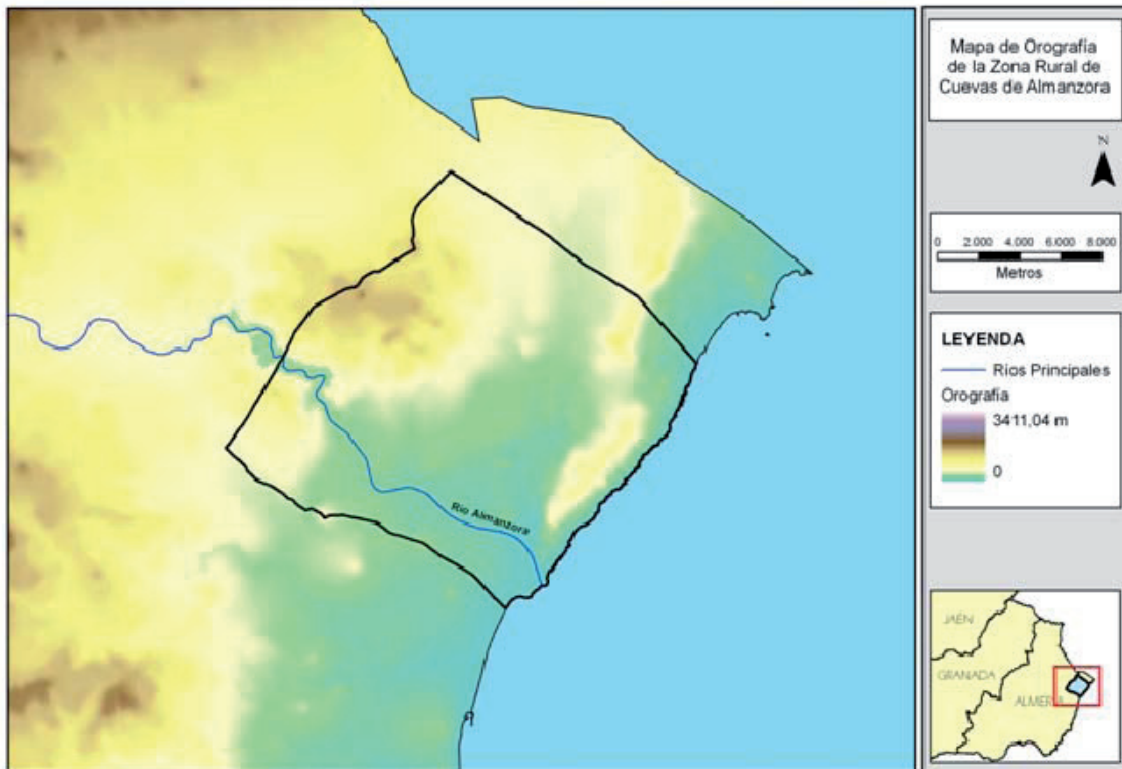 Mapa de Orografía
de la Zona Rural de
Cuevas de Almanzora
N
0 2.000 4.000 6.000 8.000
Metros
LEYENDA
Ríos Principales
Orografía
3411,04 m
0
Río Almanzora
JAÉN
GRANADA